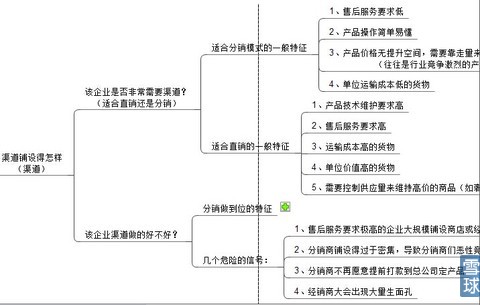 渠道铺设得怎样
（渠道）
该企业是否非常需要渠道？
（适合直销还是分销）
适合分销模式的一般特征
1、售后服务要求低
2、产品操作简单易懂
3、产品价格无提升空间，需要靠走量来
（往往是行业竞争激烈的产
4、单位运输成本低的货物
适合直销的一般特征
1、产品技术维护要求高
2、售后服务要求高
3、运输成本高的货物
4、单位价值高的货物
5、需要控制供应量来维持高价的商品（如
该企业渠道做的好不好？
分销做到位的特征
几个危险的信号：
1、售后服务要求极高的企业大规模铺设商店或经
2、分销商铺设得过于密集，导致分销商们恶性竞
3、分销商不再愿意提前打款到总公司定产品
4、经销商大会出现大量生面孔
雪球